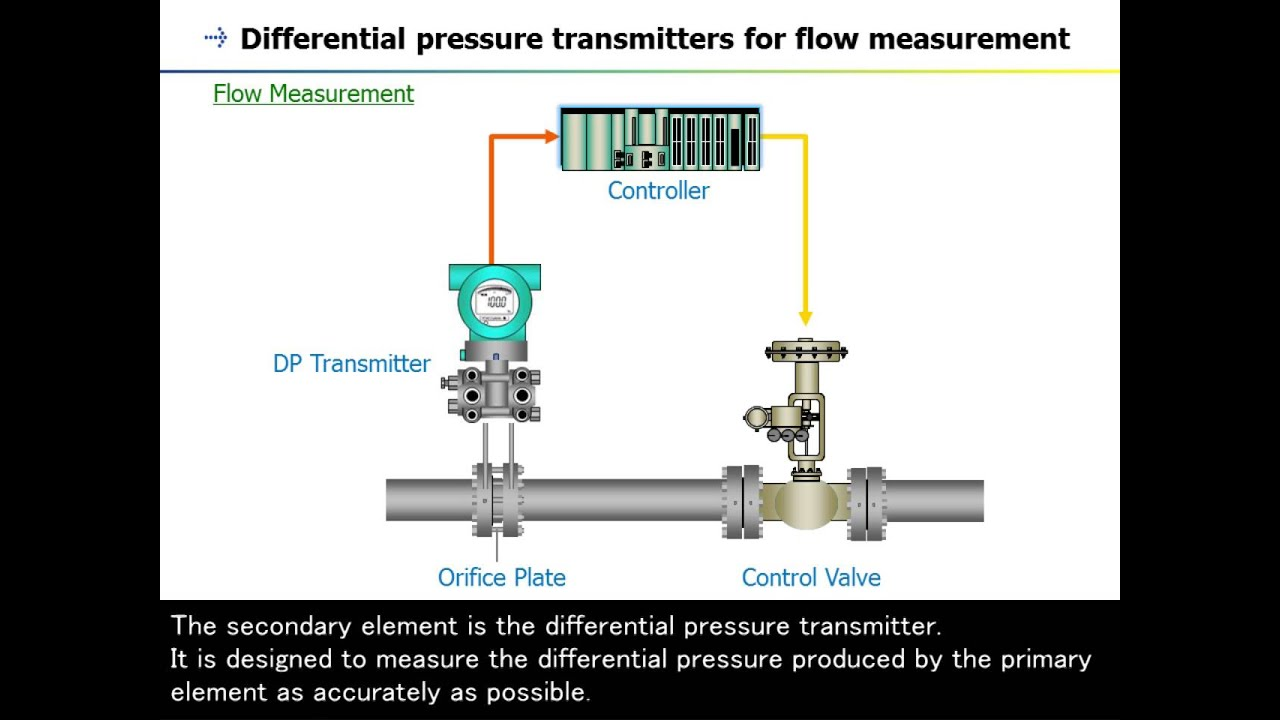 Differential pressure transmitters for flow measurement
Flow Measurement
Controller
100.0
DP Transmitter
Orifice Plate
Control Valve
The secondary element is the differential pressure transmitter.
It is designed to measure the differential pressure produced by the primary
element as accurately as possible.